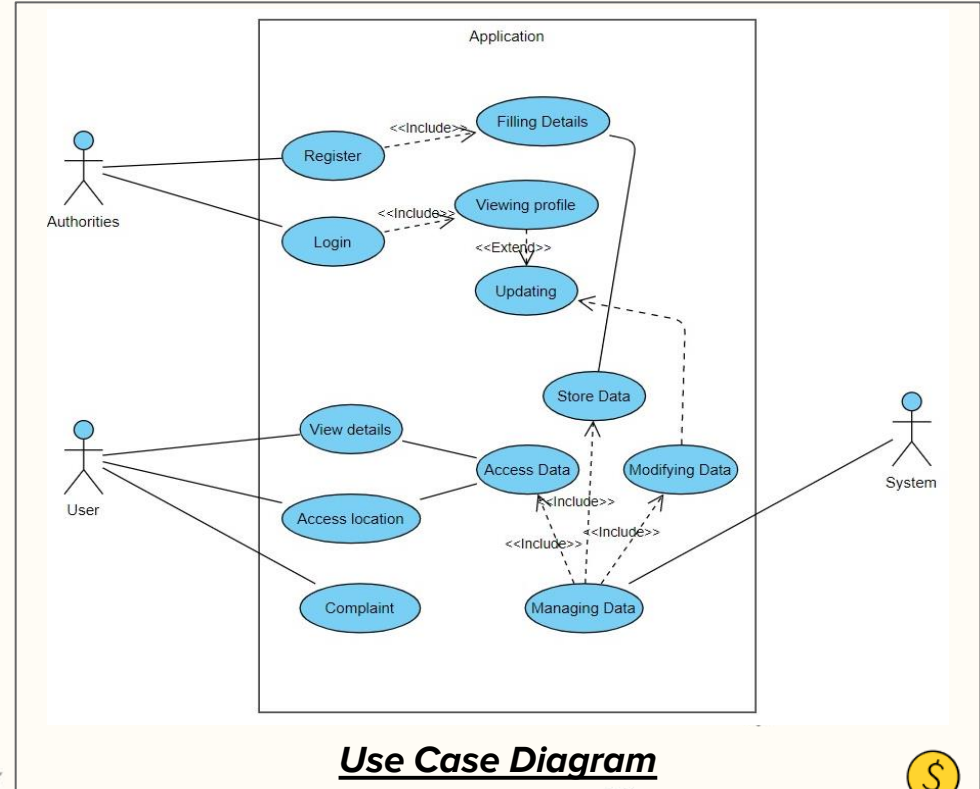 Application
<<Include>>
Filling Details
Register
Authorities
<<Include>>
Viewing profile
Login
<<Extend>>
Updating
Store Data
View details
Access Data
Modifying Data
User
System
Access location
<<Include>>
<<Include>>
<<Include>>
Complaint
Managing Data
Use Case Diagram
$